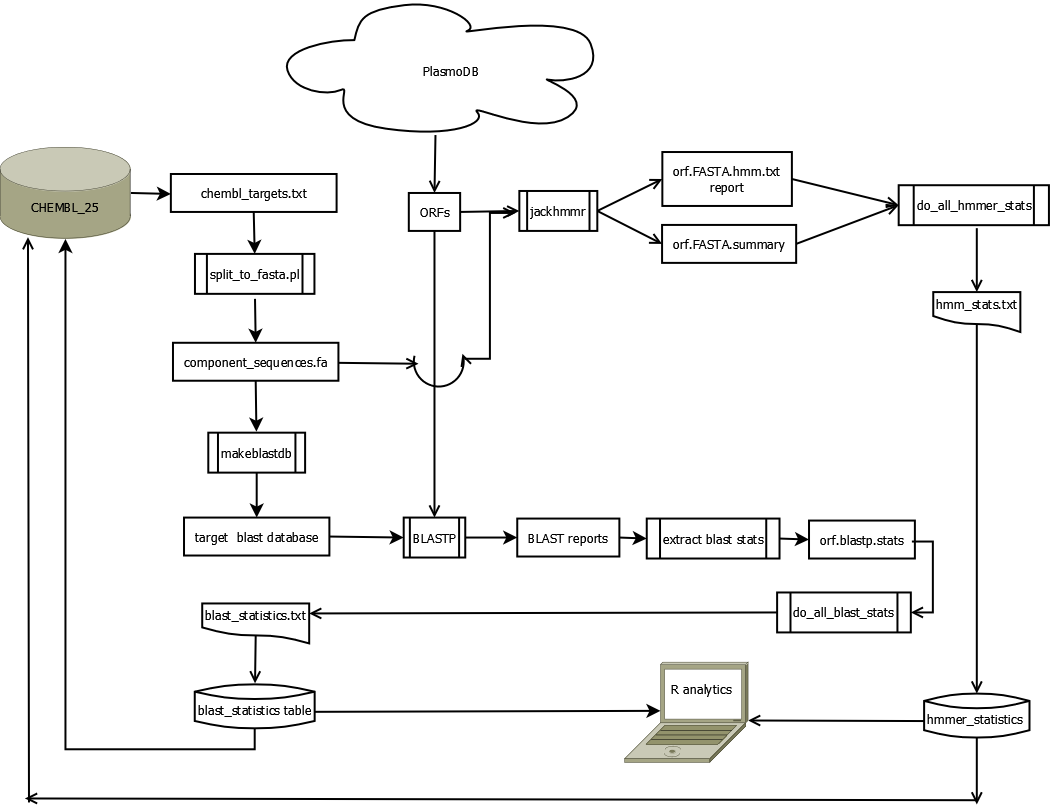 PlasmoDB
CHEMBL_25
chembl_targets.txt
ORFs
jackhmmr
orf.FASTA.hmm.txt
report
orf.FASTA.summary
do_all_hmmer_stats
split_to_fasta.pl
hmm_stats.txt
component_sequences.fa
makeblastdb
target blast database
BLASTP
BLAST reports
extract blast stats
orf.blastp.stats
blast_statistics.txt
do_all_blast_stats
blast_statistics table
R analytics
hmmer_statistics